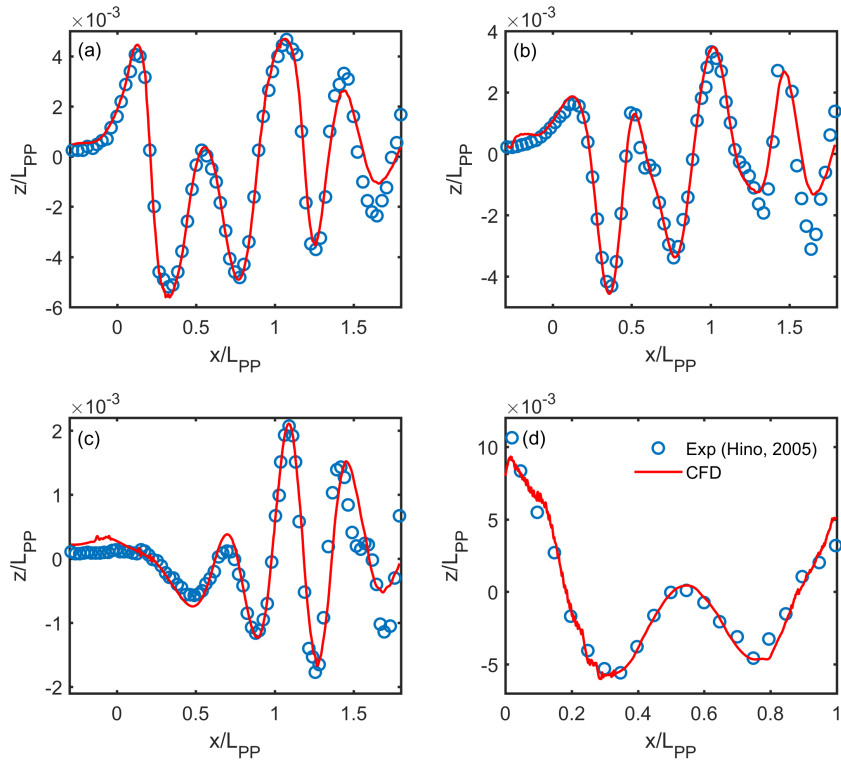 ×10⁻³
(a)
4
2
0
-2
-4
-6
z/L_PP
0 0.5 1 1.5
x/L_PP
×10⁻³
(b)
4
2
0
-2
-4
z/L_PP
0 0.5 1 1.5
x/L_PP
×10⁻³
(c)
2
1
0
-1
-2
z/L_PP
0 0.5 1 1.5
x/L_PP
×10⁻³
(d)
Exp (Hino, 2005)
CFD
10
5
0
-5
z/L_PP
0 0.2 0.4 0.6 0.8 1
x/L_PP